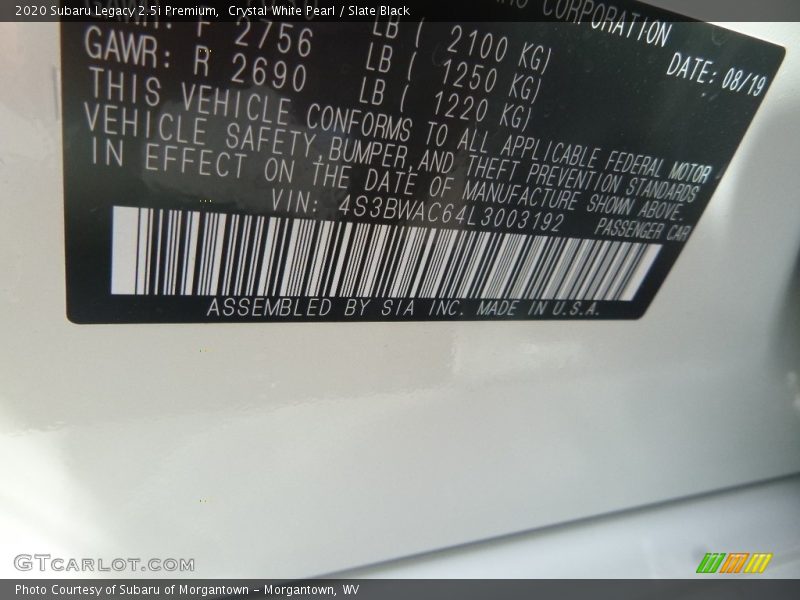 2020 Subaru Legacy 2.5i Premium, Crystal White Pearl / Slate Black
CORPORATION
DATE: 08/19
LB ( 2100 KG)
F 2756 LB ( 1250 KG)
GAWR: R 2690 LB ( 1220 KG)
THIS VEHICLE CONFORMS TO ALL APPLICABLE FEDERAL MOTOR
VEHICLE SAFETY, BUMPER, AND THEFT PREVENTION STANDARDS
IN EFFECT ON THE DATE OF MANUFACTURE SHOWN ABOVE.
VIN: 4S3BWAC64L3003192 PASSENGER CAR
ASSEMBLED BY SIA INC. MADE IN U.S.A.
GTCARLOT.COM
Photo Courtesy of Subaru of Morgantown – Morgantown, WV